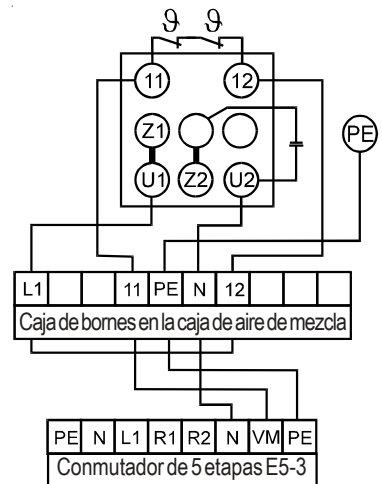 ϑ ϑ
11 12
Z1
PE
U1 Z2 U2
L1 11 PE N 12
Caja de bornes en la caja de aire de mezcla
PE N L1 R1 R2 N VM PE
Conmutador de 5 etapas E5-3